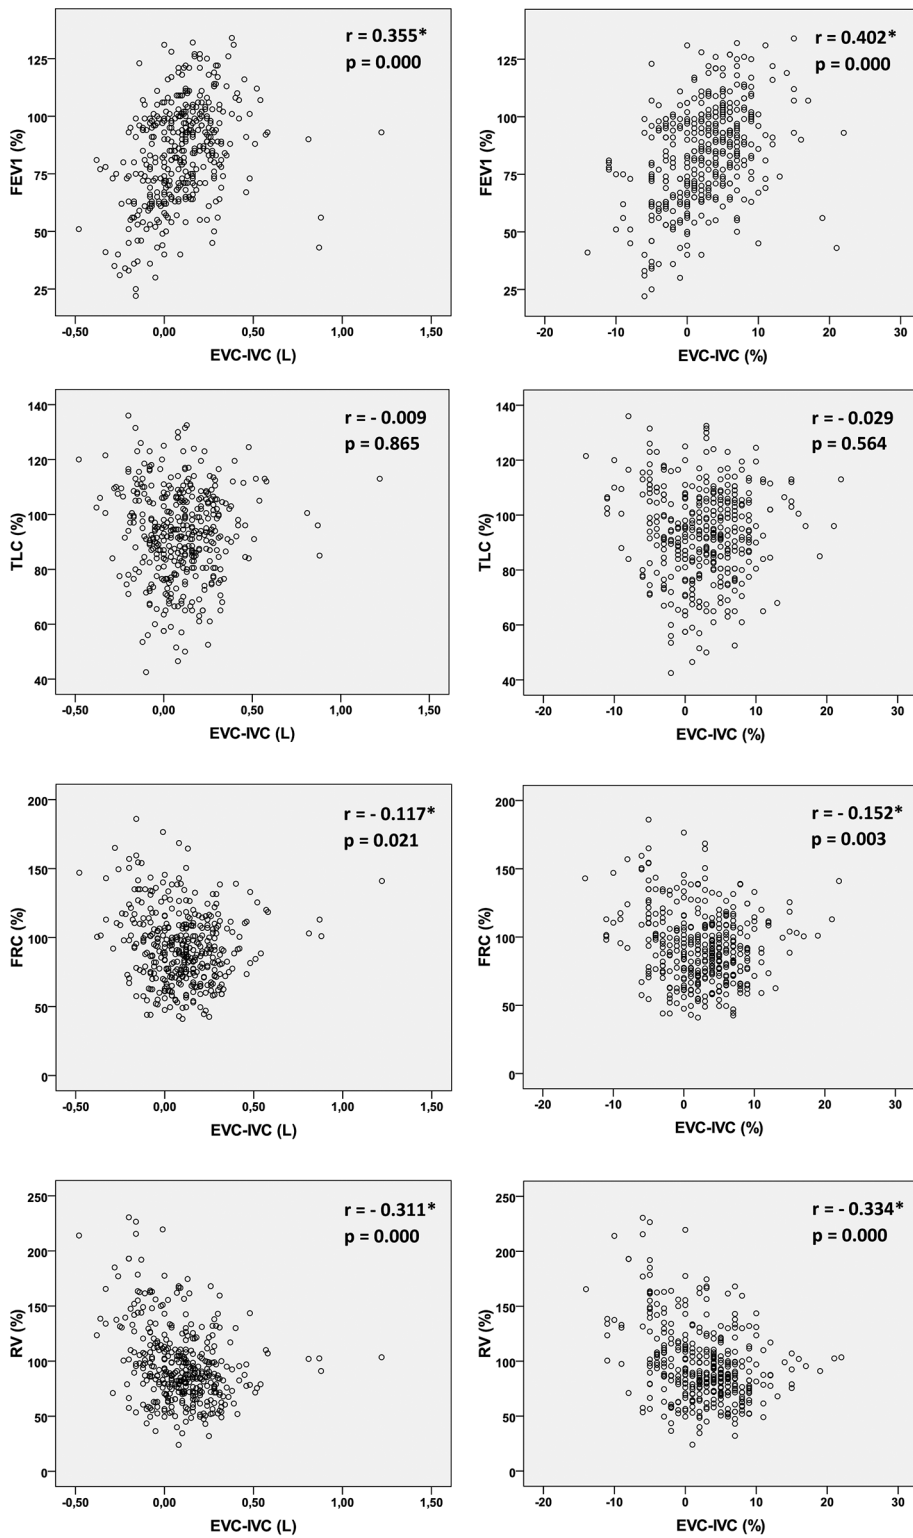 r = 0.355*
p = 0.000
125
100
75
50
25
FEV1 (%)
-0,50
0,00
0,50
1,00
1,50
EVC-IVC (L)
r = 0.402*
p = 0.000
125
100
75
50
25
FEV1 (%)
-20
-10
0
10
20
30
EVC-IVC (%)
r = - 0.009
p = 0.865
140
120
100
80
60
40
TLC (%)
-0,50
0,00
0,50
1,00
1,50
EVC-IVC (L)
r = - 0.029
p = 0.564
140
120
100
80
60
40
TLC (%)
-20
-10
0
10
20
30
EVC-IVC (%)
r = - 0.117*
p = 0.021
200
150
100
50
0
FRC (%)
-0,50
0,00
0,50
1,00
1,50
EVC-IVC (L)
r = - 0.152*
p = 0.003
200
150
100
50
0
FRC (%)
-20
-10
0
10
20
30
EVC-IVC (%)
r = - 0.311*
p = 0.000
250
200
150
100
50
0
RV (%)
-0,50
0,00
0,50
1,00
1,50
EVC-IVC (L)
r = - 0.334*
p = 0.000
250
200
150
100
50
0
RV (%)
-20
-10
0
10
20
30
EVC-IVC (%)